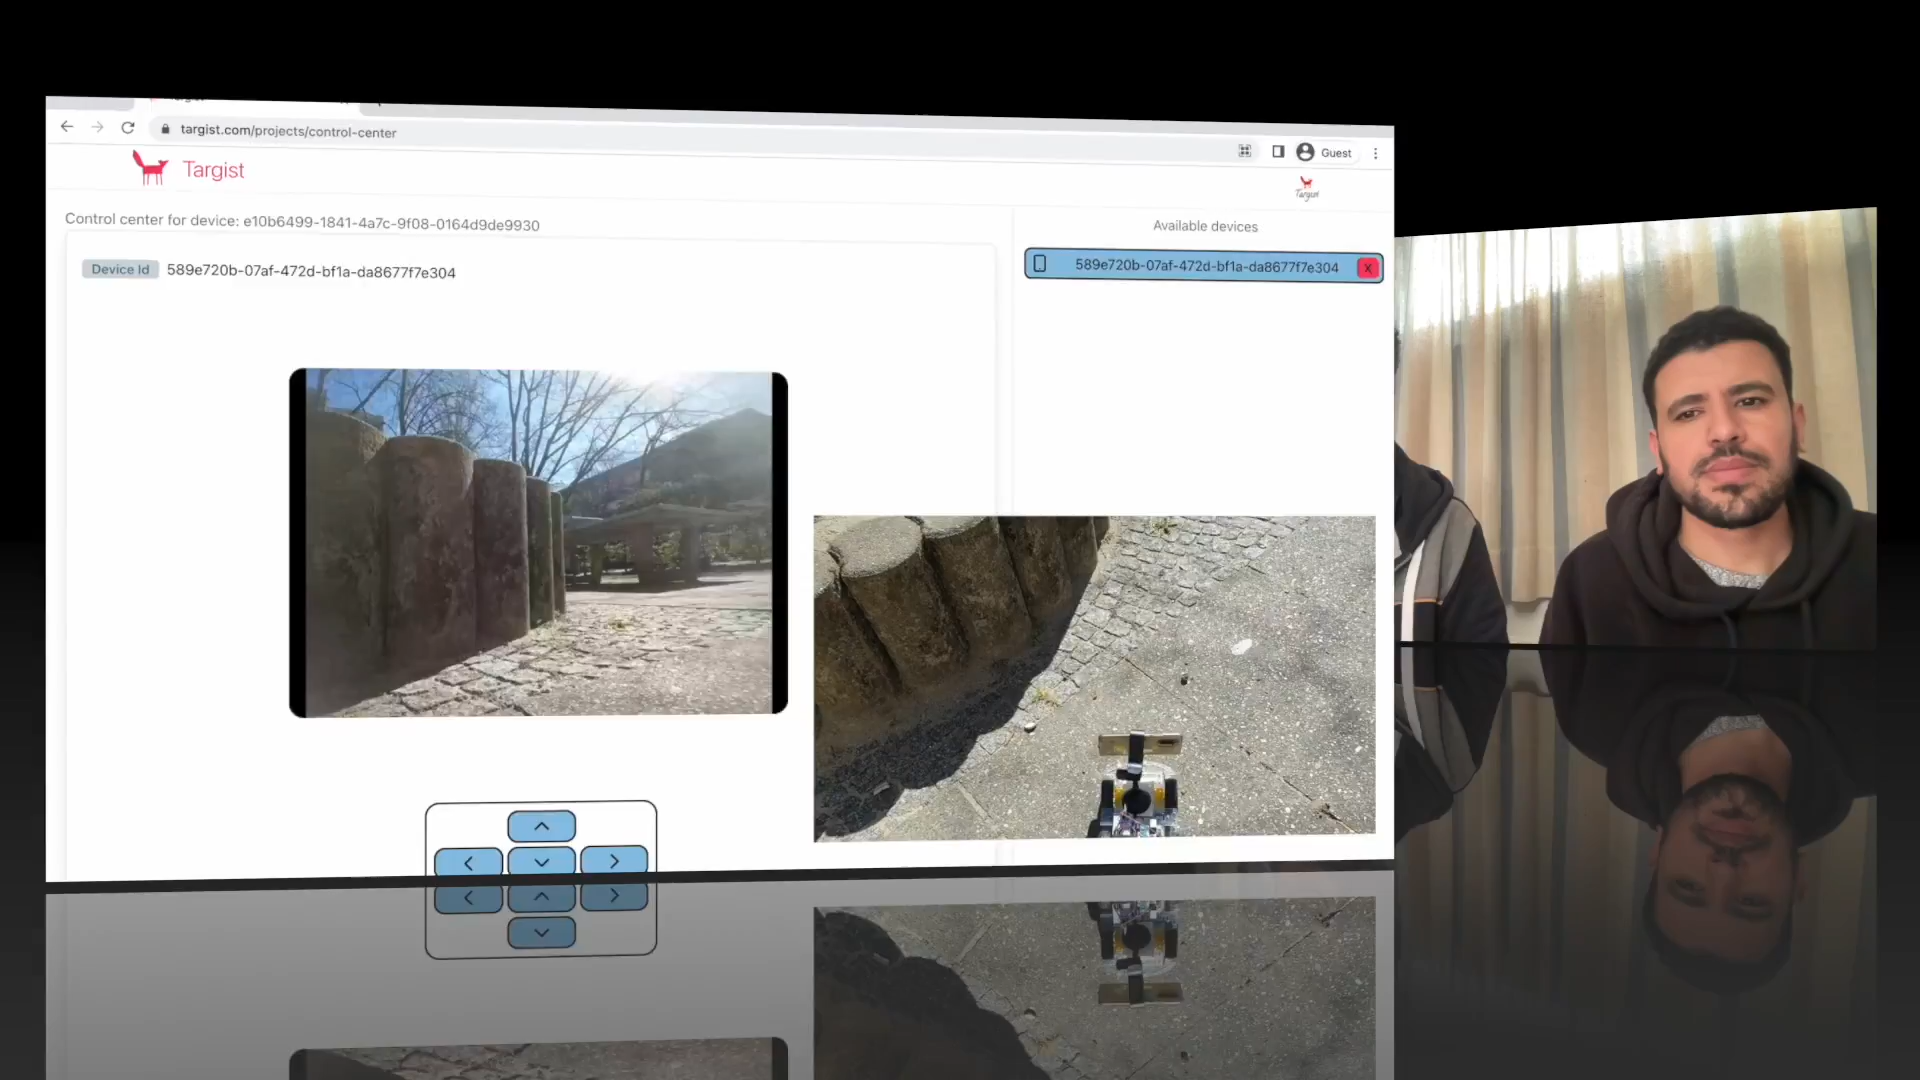 targist.com/projects/control-center
Guest
Targist
Targist
Control center for device: e10b6499-1841-4a7c-9f08-0164d9de9930
Available devices
Device Id 589e720b-07af-472d-bf1a-da8677f7e304
589e720b-07af-472d-bf1a-da8677f7e304 X